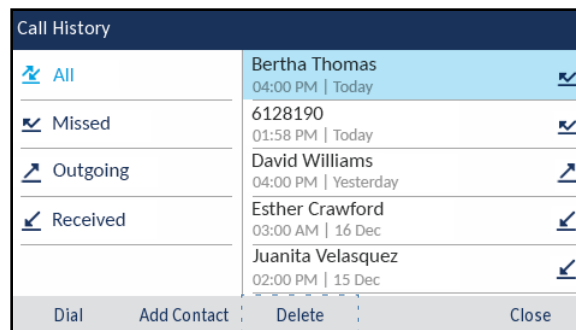 Call History
All
Missed
Outgoing
Received
Bertha Thomas
04:00 PM | Today
6128190
01:58 PM | Today
David Williams
04:00 PM | Yesterday
Esther Crawford
03:00 AM | 16 Dec
Juanita Velasquez
02:00 PM | 15 Dec
Dial Add Contact Delete Close